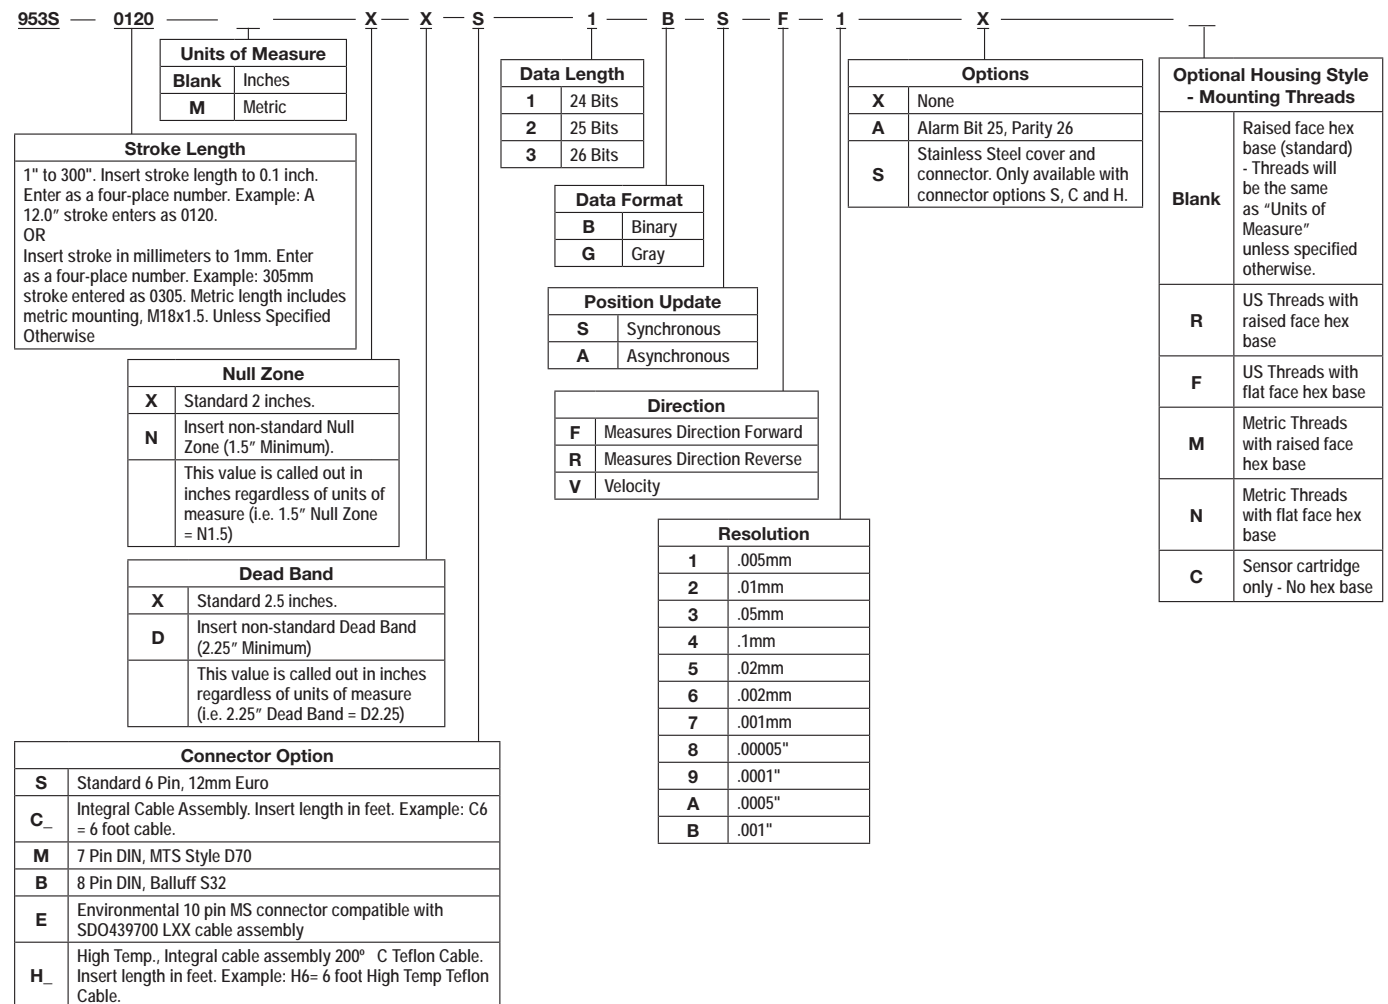 953S — 0120 — X — X — S — 1 — B — S — F — 1 — X — __
Units of Measure
Blank Inches
M Metric
Stroke Length
1" to 300". Insert stroke length to 0.1 inch.
Enter as a four-place number. Example: A
12.0" stroke enters as 0120.
OR
Insert stroke in millimeters to 1mm. Enter
as a four-place number. Example: 305mm
stroke entered as 0305. Metric length includes
metric mounting, M18x1.5. Unless Specified
Otherwise
Null Zone
X Standard 2 inches.
N Insert non-standard Null
Zone (1.5" Minimum).
This value is called out in
inches regardless of units of
measure (i.e. 1.5" Null Zone
= N1.5)
Dead Band
X Standard 2.5 inches.
D Insert non-standard Dead Band
(2.25" Minimum)
This value is called out in inches
regardless of units of measure
(i.e. 2.25" Dead Band = D2.25)
Connector Option
S Standard 6 Pin, 12mm Euro
C_ Integral Cable Assembly. Insert length in feet. Example: C6
= 6 foot cable.
M 7 Pin DIN, MTS Style D70
B 8 Pin DIN, Balluff S32
E Environmental 10 pin MS connector compatible with
SDO439700 LXX cable assembly
H_ High Temp., Integral cable assembly 200º C Teflon Cable.
Insert length in feet. Example: H6= 6 foot High Temp Teflon
Cable.
Data Length
1 24 Bits
2 25 Bits
3 26 Bits
Data Format
B Binary
G Gray
Position Update
S Synchronous
A Asynchronous
Direction
F Measures Direction Forward
R Measures Direction Reverse
V Velocity
Resolution
1 .005mm
2 .01mm
3 .05mm
4 .1mm
5 .02mm
6 .002mm
7 .001mm
8 .00005"
9 .0001"
A .0005"
B .001"
Options
X None
A Alarm Bit 25, Parity 26
S Stainless Steel cover and
connector. Only available with
connector options S, C and H.
Optional Housing Style
- Mounting Threads
Blank Raised face hex
base (standard)
- Threads will
be the same
as "Units of
Measure"
unless specified
otherwise.
R US Threads with
raised face hex
base
F US Threads with
flat face hex base
M Metric Threads
with raised face
hex base
N Metric Threads
with flat face hex
base
C Sensor cartridge
only - No hex base